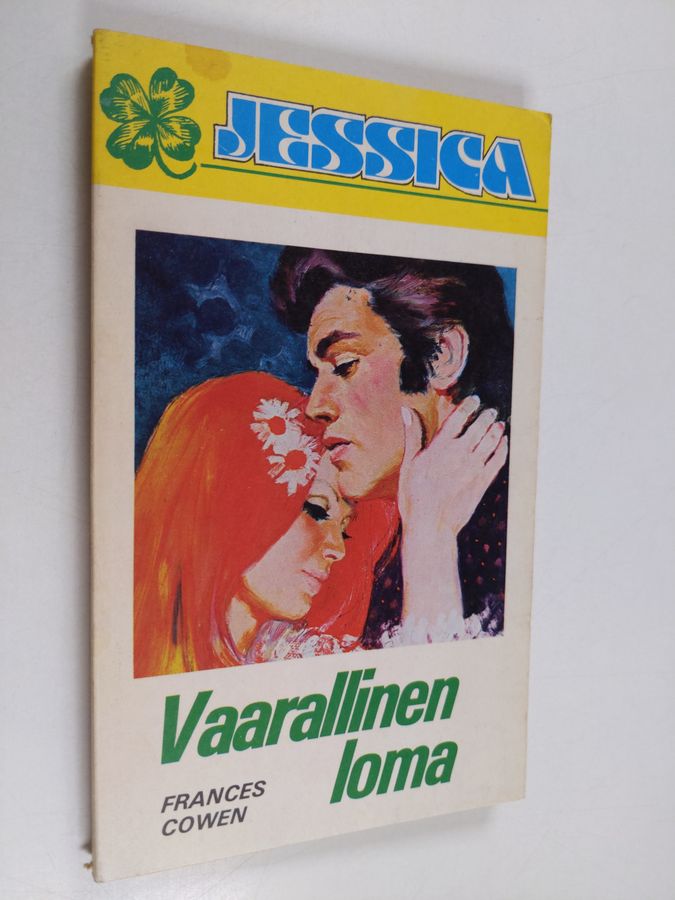 JESSICA
Vaarallinen
loma
FRANCES
COWEN